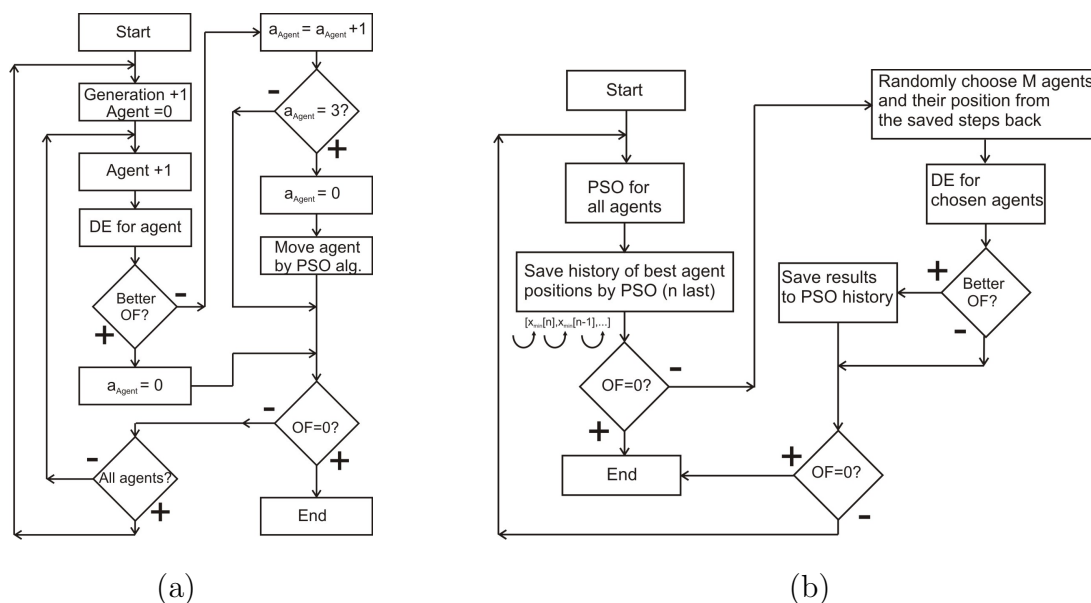 Start
Generation +1
Agent =0
Agent +1
DE for agent
Better
OF?
-
+
a_Agent = 0
a_Agent = a_Agent +1
-
a_Agent = 3?
+
a_Agent = 0
Move agent
by PSO alg.
-
OF=0?
+
End
-
All agents?
+
(a)
Start
PSO for
all agents
Save history of best agent
positions by PSO (n last)
[x_min[n],x_min[n-1],...]
OF=0?
-
+
End
Randomly choose M agents
and their position from
the saved steps back
DE for
chosen agents
+
Better
OF?
-
Save results
to PSO history
+
OF=0?
-
(b)